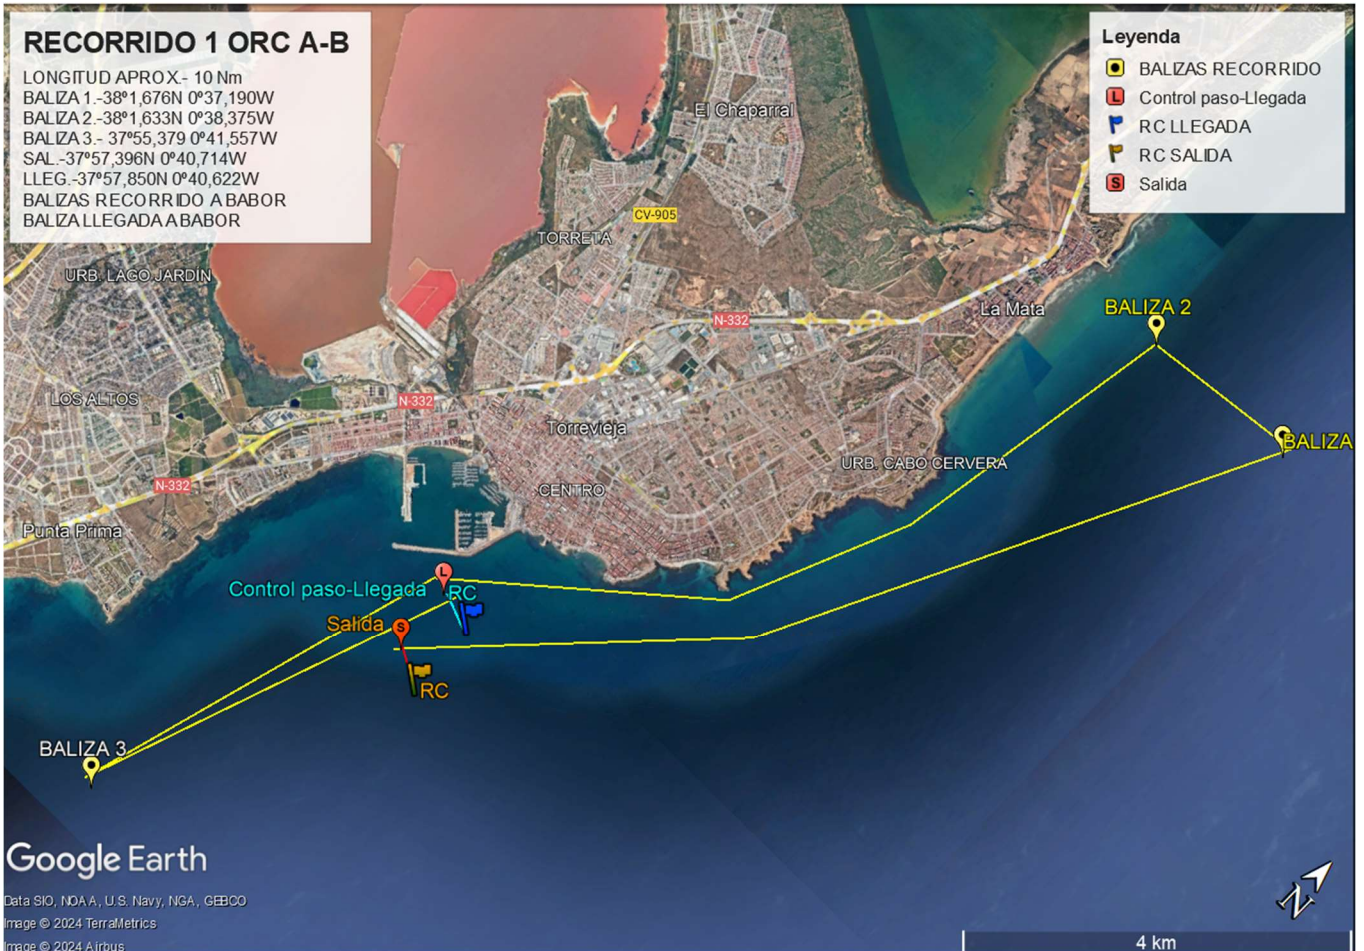 RECORRIDO 1 ORC A-B
LONGITUD APROX.- 10 Nm
BALIZA 1.-38º1,676N 0º37,190W
BALIZA 2.-38º1,633N 0º38,375W
BALIZA 3.- 37º55,379 0º41,557W
SAL.-37º57,396N 0º40,714W
LLEG.-37º57,850N 0º40,622W
BALIZAS RECORRIDO A BABOR
BALIZA LLEGADA A BABOR
Leyenda
BALIZAS RECORRIDO
L Control paso-Llegada
RC LLEGADA
RC SALIDA
S Salida
El Chaparral
CV-905
TORRETA
URB. LAGO JARDÍN
La Mata
BALIZA 2
N-332
LOS ALTOS
N-332
Torrevieja
BALIZA
URB. CABO CERVERA
N-332
CENTRO
Punta Prima
L
Control paso-Llegada
RC
Salida
S
RC
BALIZA 3
Google Earth
Data SIO, NOAA, U.S. Navy, NGA, GEBCO
Image © 2024 TerraMetrics
Image © 2024 Airbus
N
4 km